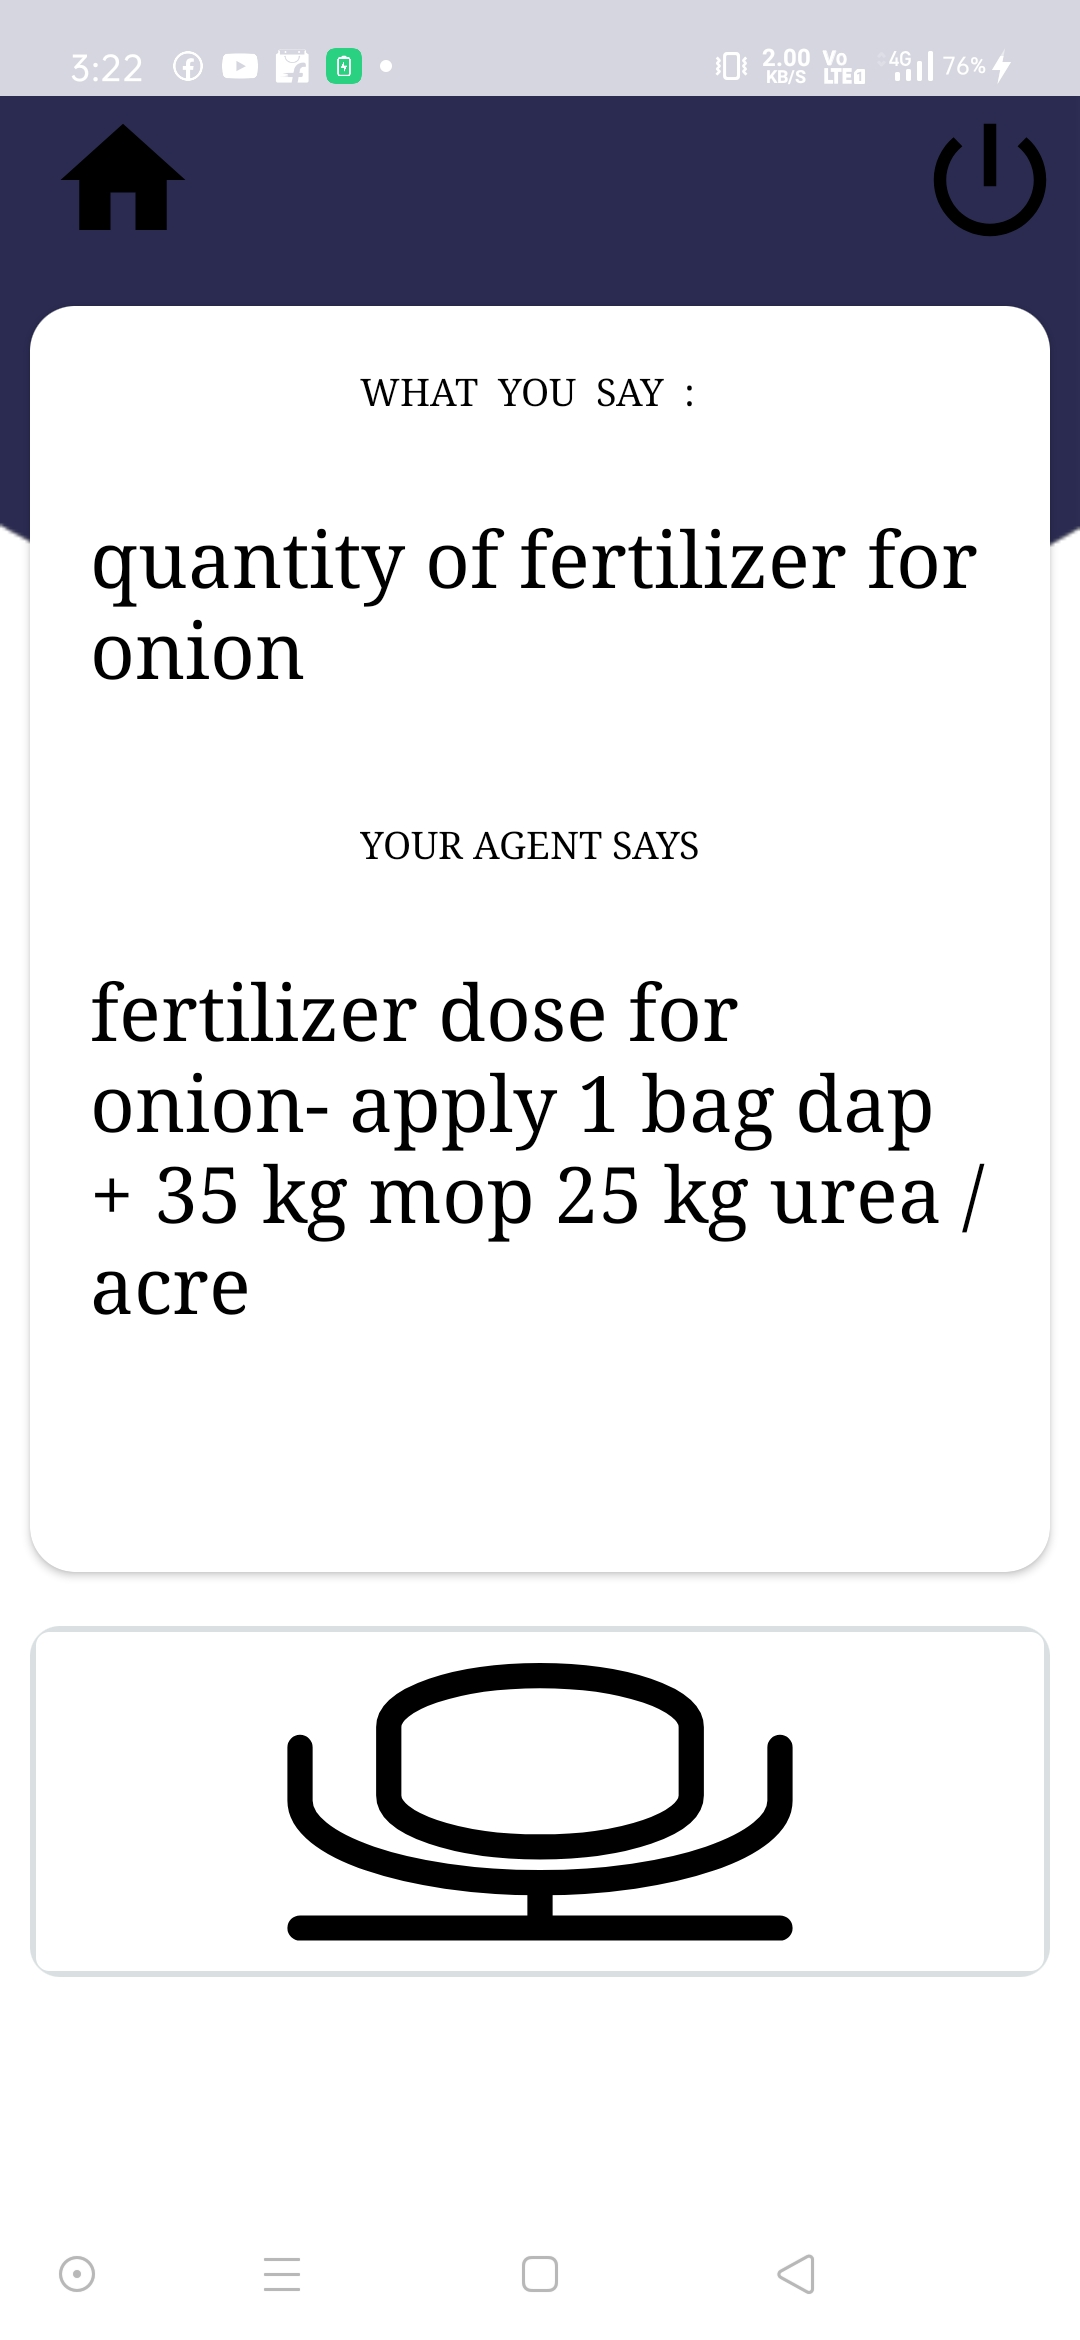 3:22
2.00
KB/S
Vo
LTE1
4G
76%
WHAT YOU SAY :
quantity of fertilizer for
onion
YOUR AGENT SAYS
fertilizer dose for
onion- apply 1 bag dap
+ 35 kg mop 25 kg urea /
acre